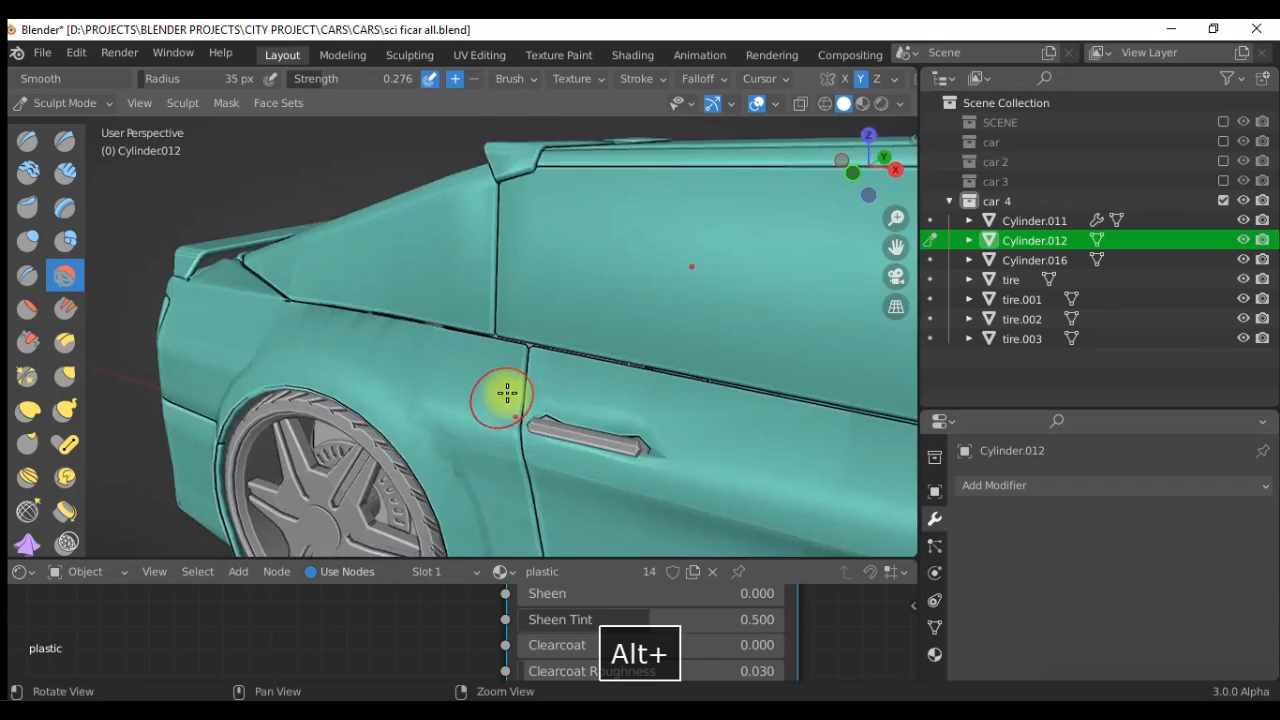 Blender* [D:\PROJECTS\BLENDER PROJECTS\CITY PROJECT\CARS\CARS\sci ficar all.blend]
File Edit Render Window Help Layout Modeling Sculpting UV Editing Texture Paint Shading Animation Rendering Compositing Scene View Layer
Smooth Radius 35 px Strength 0.276 Brush Texture Stroke Falloff Cursor X Y Z
Sculpt Mode View Sculpt Mask Face Sets
Scene Collection
SCENE
car
car 2
car 3
car 4
Cylinder.011
Cylinder.012
Cylinder.016
tire
tire.001
tire.002
tire.003
User Perspective
(0) Cylinder.012
Z
Y
X
Cylinder.012
Add Modifier
Object View Select Add Node Use Nodes Slot 1 plastic 14
Sheen 0.000
Sheen Tint 0.500
Clearcoat 0.000
Clearcoat Roughness 0.030
plastic
Alt+
Rotate View Pan View Zoom View 3.0.0 Alpha